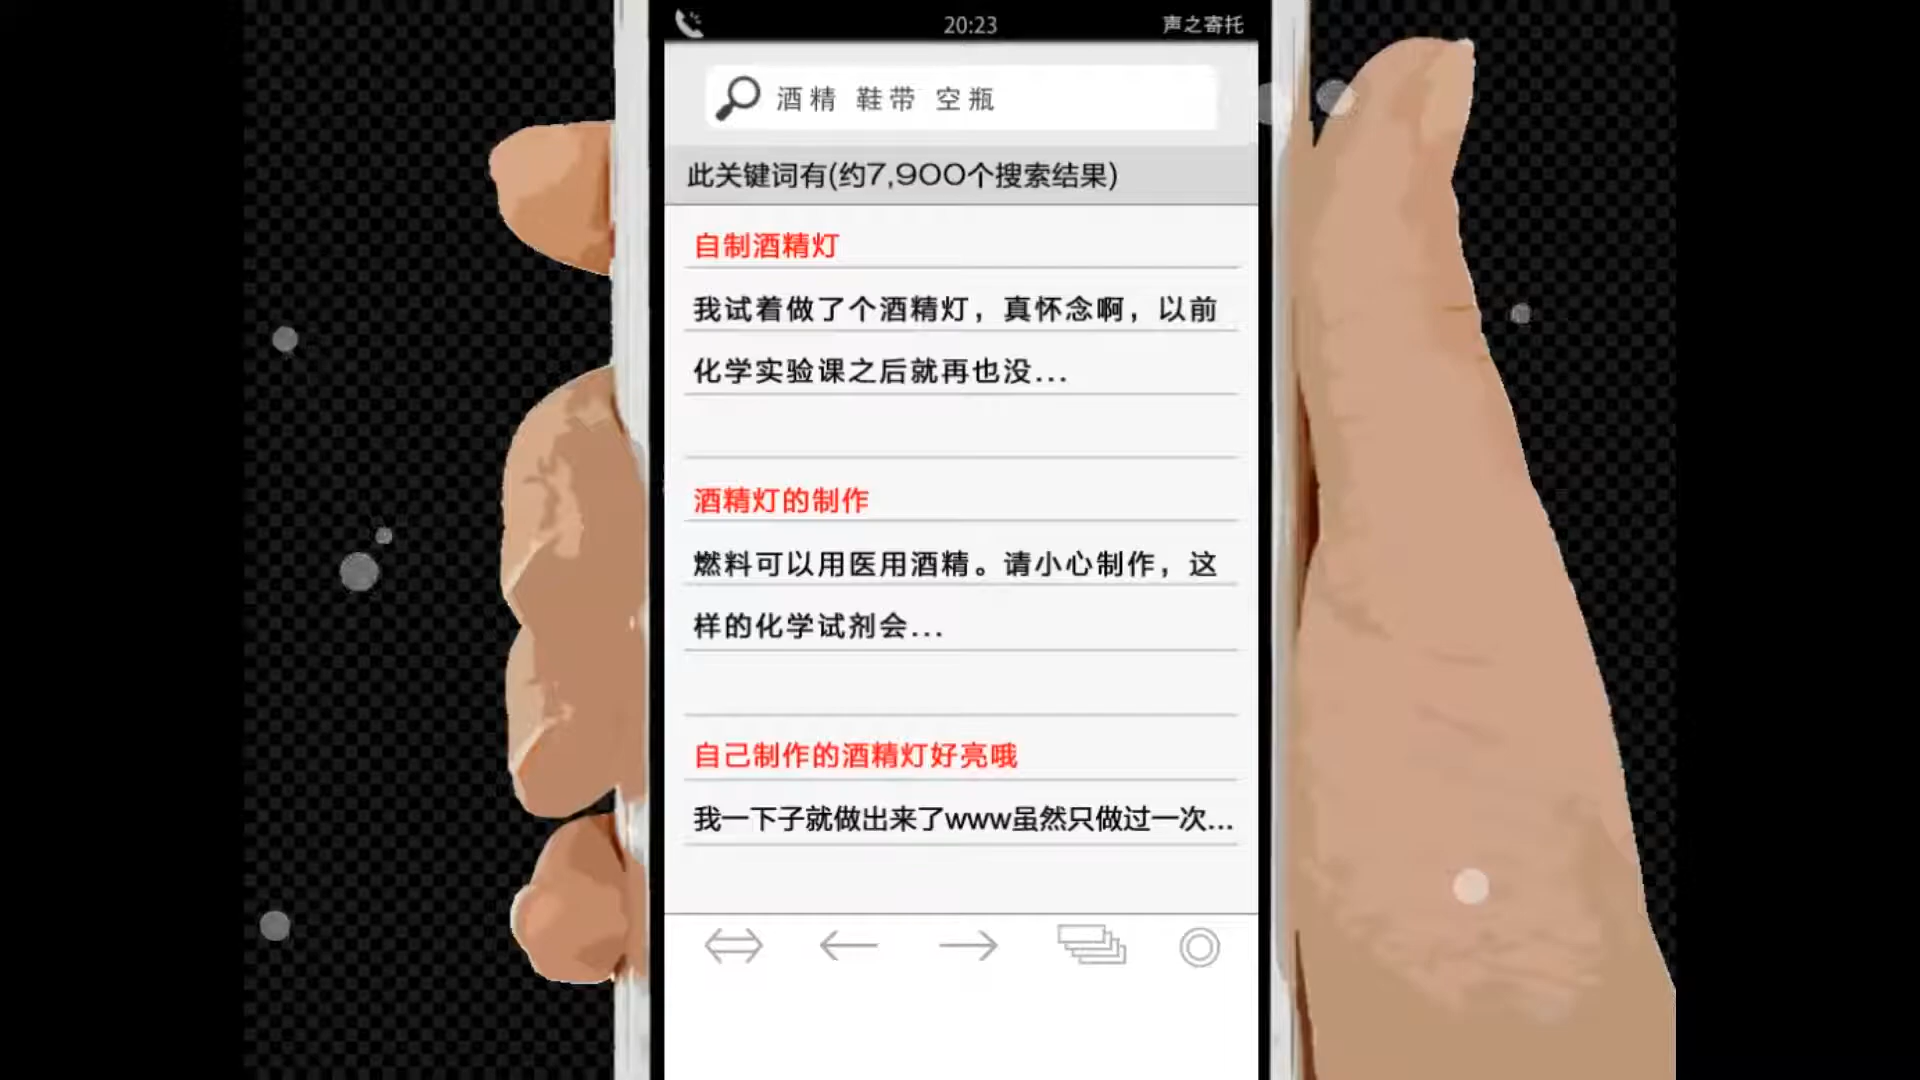 20:23
声之寄托
酒精 鞋带 空瓶
此关键词有(约7,900个搜索结果)
自制酒精灯
我试着做了个酒精灯，真怀念啊，以前
化学实验课之后就再也没...
酒精灯的制作
燃料可以用医用酒精。请小心制作，这
样的化学试剂会...
自己制作的酒精灯好亮哦
我一下子就做出来了www虽然只做过一次...